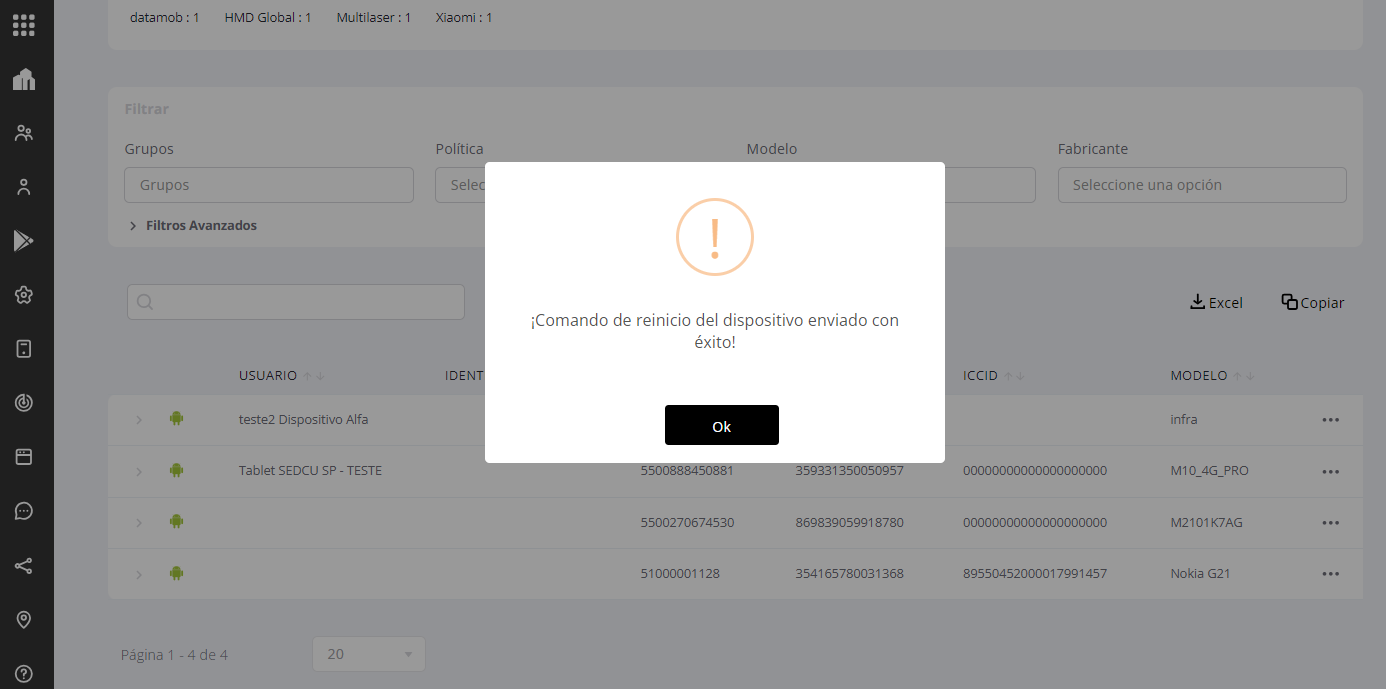 datamob : 1 HMD Global : 1 Multilaser : 1 Xiaomi : 1
Filtrar
Grupos Política Modelo Fabricante
Grupos Selec Seleccione una opción
Filtros Avanzados
¡Comando de reinicio del dispositivo enviado con
éxito!
Ok
Excel Copiar
USUARIO IDENT ICCID MODELO
teste2 Dispositivo Alfa infra
Tablet SEDCU SP - TESTE 5500888450881 359331350050957 00000000000000000000 M10_4G_PRO
5500270674530 869839059918780 00000000000000000000 M2101K7AG
51000001128 354165780031368 89550452000017991457 Nokia G21
Página 1 - 4 de 4 20